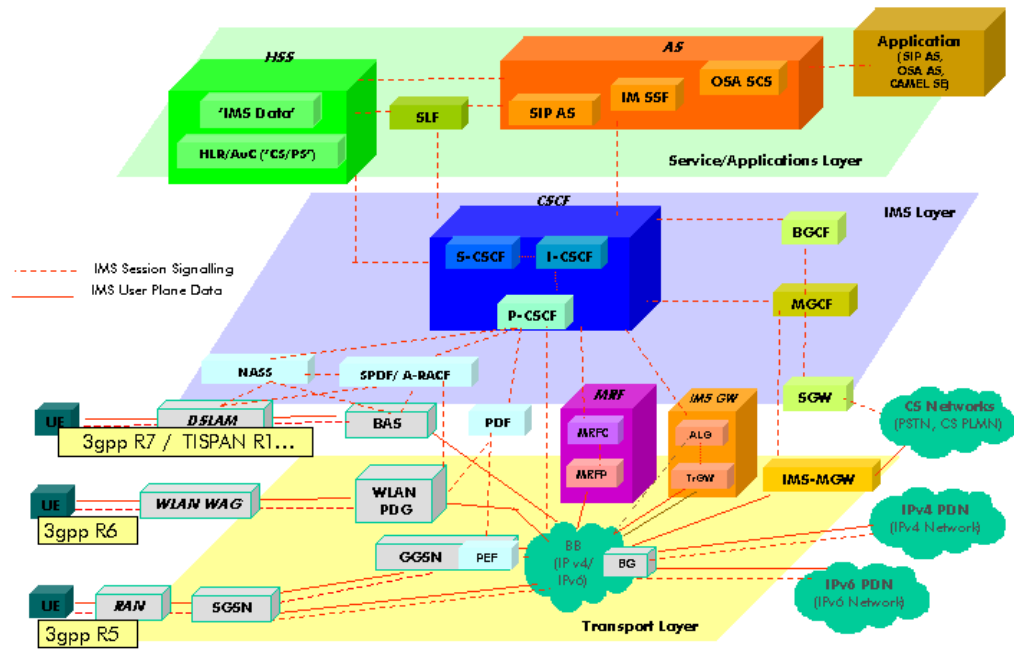 HSS
'IMS Data'
HLR/AuC ('CS/PS')
SLF
AS
SIP AS
IM SSF
OSA SCS
Application
(SIP AS,
OSA AS,
CAMEL SE)
Service/Applications Layer
CSCF
S-CSCF
I-CSCF
P-CSCF
IMS Layer
BGCF
MGCF
SGW
IMS Session Signalling
IMS User Plane Data
NASS
SPDF/ A-RACF
UE
DSLAM
BAS
PDF
3gpp R7 / TISPAN R1...
MRF
MRFC
MRFP
IMS GW
ALG
TrGW
CS Networks
(PSTN, CS PLMN)
IMS-MGW
UE
WLAN WAG
WLAN
PDG
3gpp R6
GGSN
PEF
BB
(IP v4/
IPv6)
BG
IPv4 PDN
(IPv4 Network)
IPv6 PDN
(IPv6 Network)
UE
RAN
SGSN
3gpp R5
Transport Layer